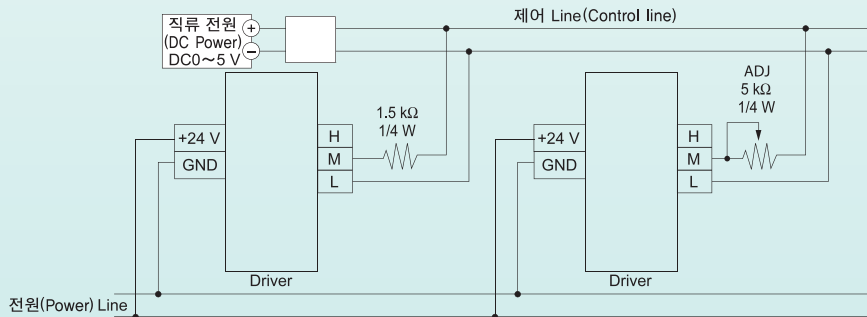 제어 Line(Control line)
직류 전원
(DC Power)
DC0~5 V
+
−
ADJ
5 kΩ
1/4 W
1.5 kΩ
1/4 W
+24 V
GND
H
M
L
+24 V
GND
H
M
L
Driver
Driver
전원(Power) Line